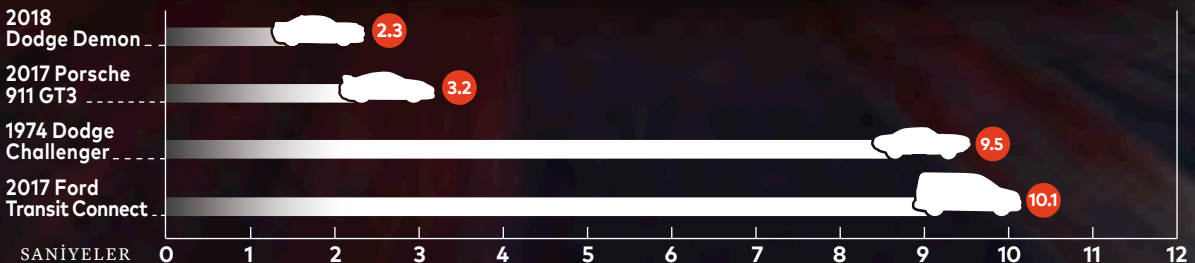 2018
Dodge Demon
2.3
2017 Porsche
911 GT3
3.2
1974 Dodge
Challenger
9.5
2017 Ford
Transit Connect
10.1
SANİYELER 0 1 2 3 4 5 6 7 8 9 10 11 12